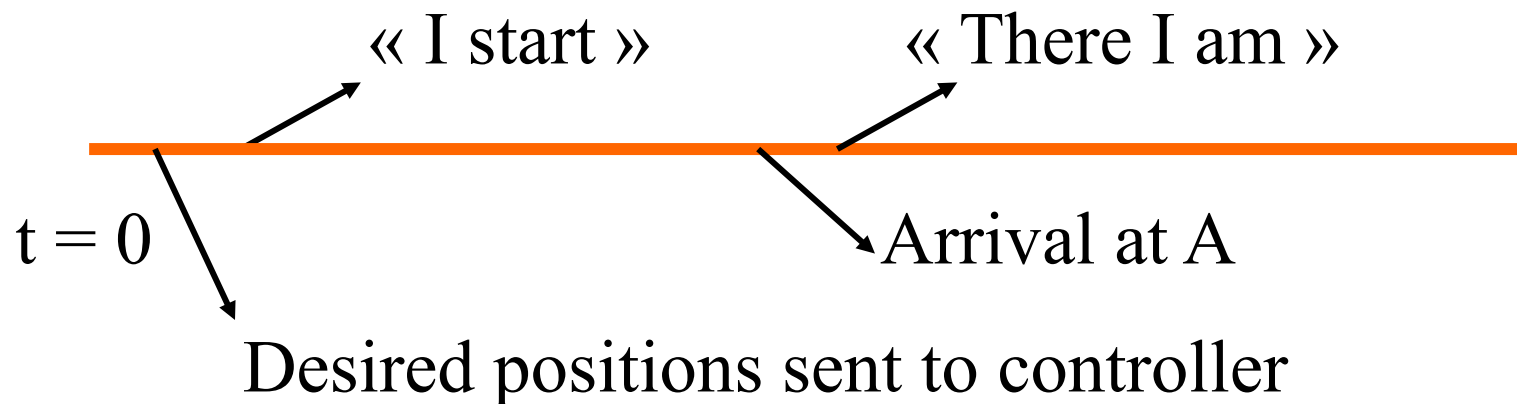 « I start »
« There I am »
t = 0
Arrival at A
Desired positions sent to controller